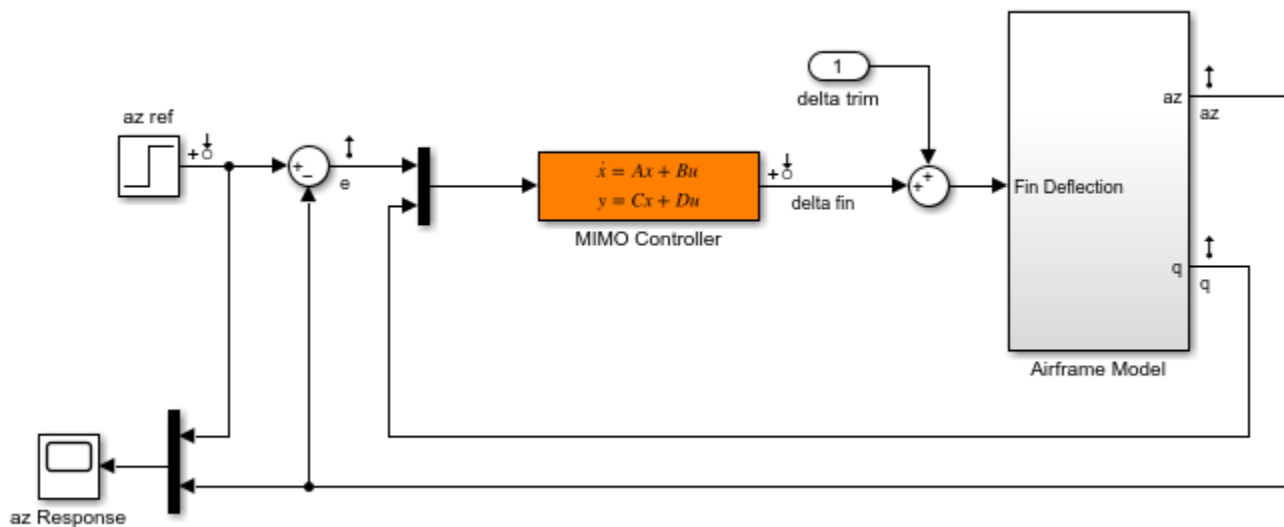 1
delta trim
az ref
+
+
−
e
ẋ = Ax + Bu
y = Cx + Du
MIMO Controller
+
delta fin
+
+
Fin Deflection
az
az
q
q
Airframe Model
az Response